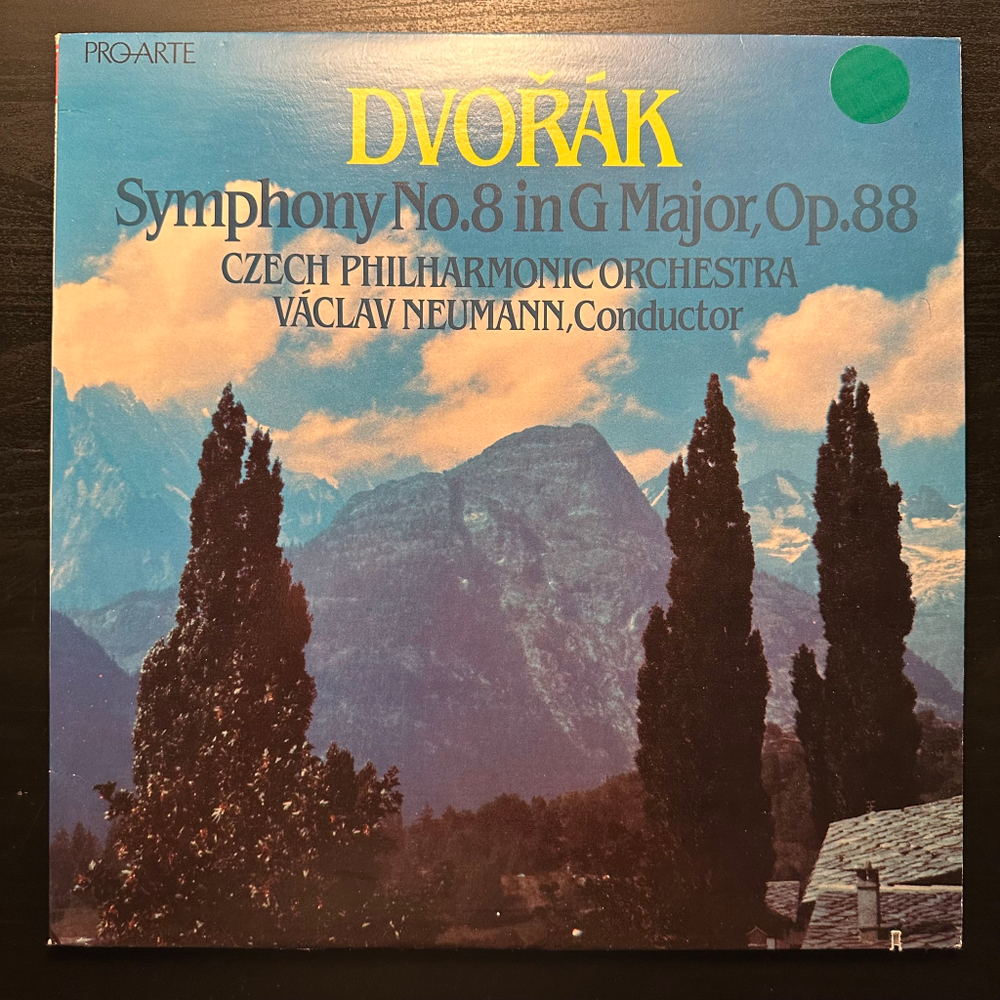 PRO-ARTE
DVOŘÁK
Symphony No.8 in G Major, Op.88
CZECH PHILHARMONIC ORCHESTRA
VÁCLAV NEUMANN, Conductor